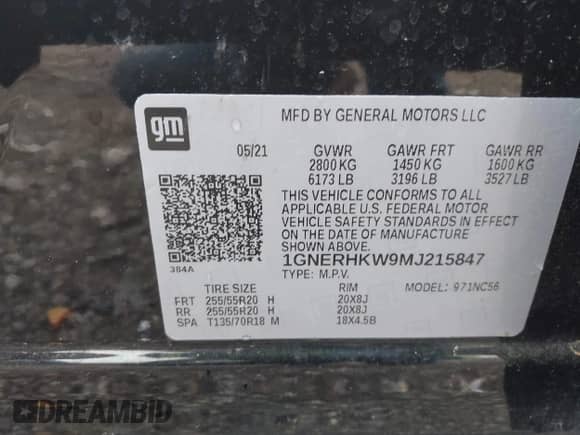 gm
MFD BY GENERAL MOTORS LLC
05/21 GVWR GAWR FRT GAWR RR
2800 KG 1450 KG 1600 KG
6173 LB 3196 LB 3527 LB
THIS VEHICLE CONFORMS TO ALL
APPLICABLE U.S. FEDERAL MOTOR
VEHICLE SAFETY STANDARDS IN EFFECT
ON THE DATE OF MANUFACTURE
SHOWN ABOVE.
384A
1GNERHKW9MJ215847
TYPE: M.P.V. MODEL: 971NC56
TIRE SIZE RIM
FRT 255/55R20 H 20X8J
RR 255/55R20 H 20X8J
SPA T135/70R18 M 18X4.5B
DREAMBID